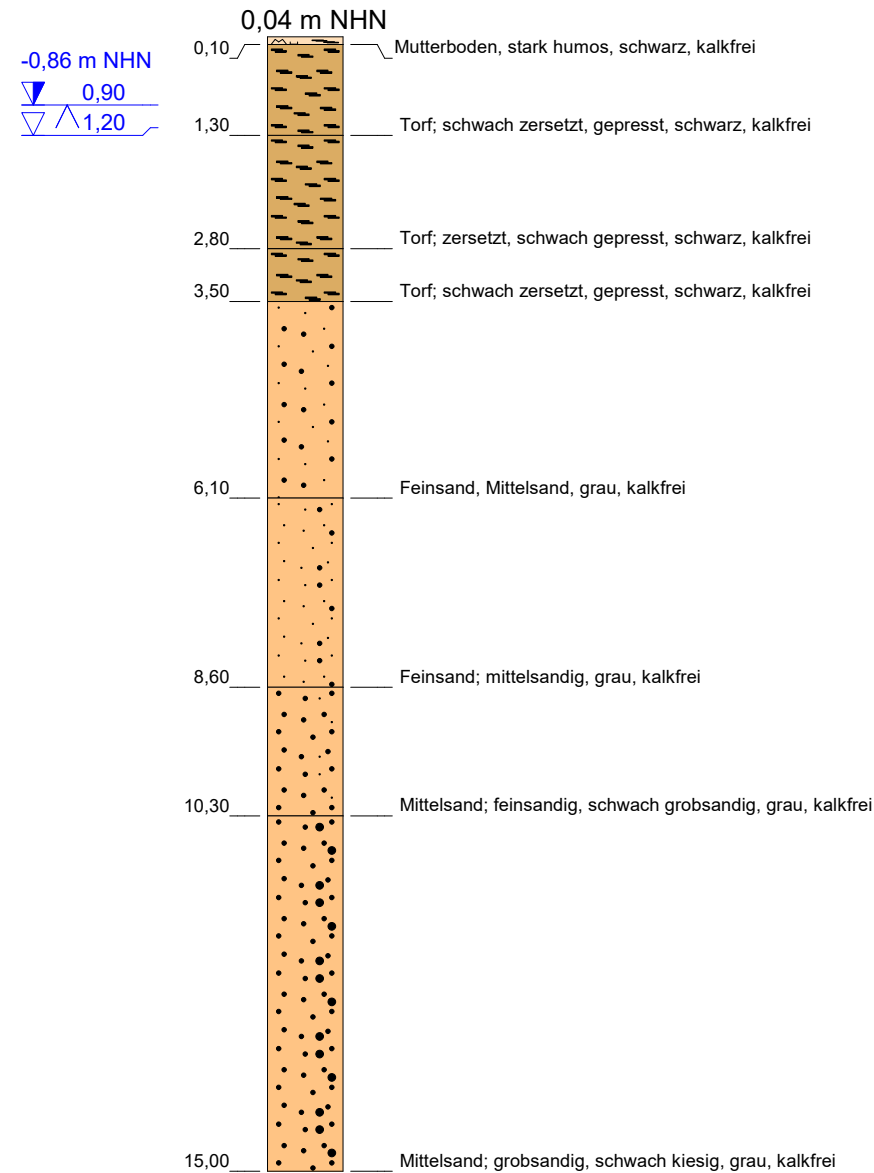 0,04 m NHN
0,10 Mutterboden, stark humos, schwarz, kalkfrei
-0,86 m NHN
0,90
1,20
1,30 Torf; schwach zersetzt, gepresst, schwarz, kalkfrei
2,80 Torf; zersetzt, schwach gepresst, schwarz, kalkfrei
3,50 Torf; schwach zersetzt, gepresst, schwarz, kalkfrei
6,10 Feinsand, Mittelsand, grau, kalkfrei
8,60 Feinsand; mittelsandig, grau, kalkfrei
10,30 Mittelsand; feinsandig, schwach grobsandig, grau, kalkfrei
15,00 Mittelsand; grobsandig, schwach kiesig, grau, kalkfrei